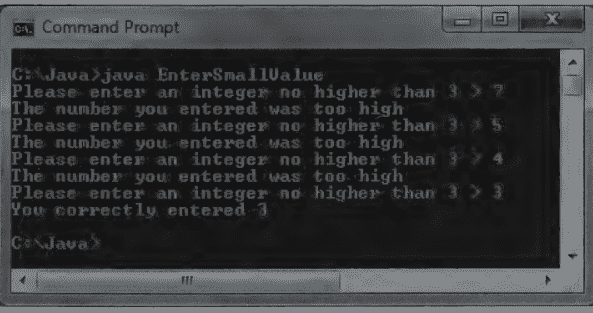 Command Prompt
C:\Java>java EnterSmallValue
Please enter an integer no higher than 3 > 7
The number you entered was too high
Please enter an integer no higher than 3 > 5
The number you entered was too high
Please enter an integer no higher than 3 > 4
The number you entered was too high
Please enter an integer no higher than 3 > 3
You correctly entered 3
C:\Java>